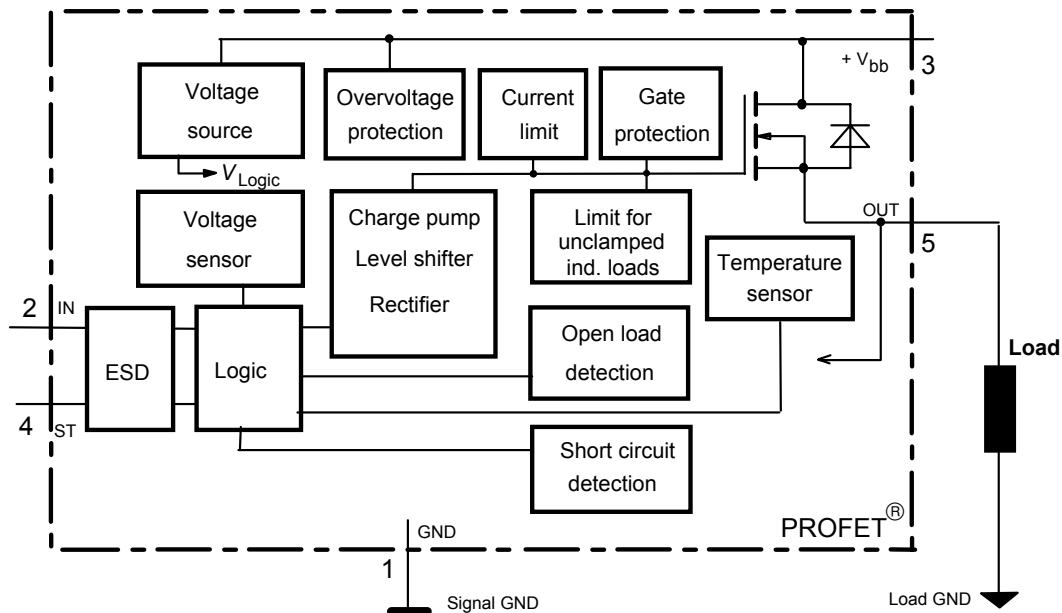 + Vbb
3
Voltage
source
Overvoltage
protection
Current
limit
Gate
protection
VLogic
Voltage
sensor
Charge pump
Level shifter
Rectifier
Limit for
unclamped
ind. loads
OUT
5
Temperature
sensor
2
IN
ESD
Logic
Open load
detection
Load
4
ST
Short circuit
detection
PROFET®
GND
1
Signal GND
Load GND